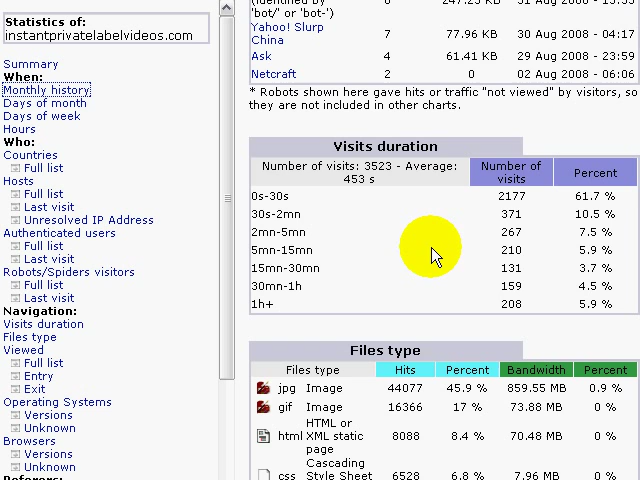 Statistics of:
instantprivatelabelvideos.com
Summary
When:
Monthly history
Days of month
Days of week
Hours
Who:
Countries
Full list
Hosts
Full list
Last visit
Unresolved IP Address
Authenticated users
Full list
Last visit
Robots/Spiders visitors
Full list
Last visit
Navigation:
Visits duration
Files type
Viewed
Full list
Entry
Exit
Operating Systems
Versions
Unknown
Browsers
Versions
Unknown
Referers:
(identified by
'bot/' or 'bot-')
Yahoo! Slurp China 7 77.96 KB 30 Aug 2008 - 04:17
Ask 4 61.41 KB 29 Aug 2008 - 23:59
Netcraft 2 0 02 Aug 2008 - 06:06
* Robots shown here gave hits or traffic "not viewed" by visitors, so
they are not included in other charts.
Visits duration
Number of visits: 3523 - Average: 453 s Number of visits Percent
0s-30s 2177 61.7 %
30s-2mn 371 10.5 %
2mn-5mn 267 7.5 %
5mn-15mn 210 5.9 %
15mn-30mn 131 3.7 %
30mn-1h 159 4.5 %
1h+ 208 5.9 %
Files type
Files type Hits Percent Bandwidth Percent
jpg Image 44077 45.9 % 859.55 MB 0.9 %
gif Image 16366 17 % 73.88 MB 0 %
html HTML or XML static page 8088 8.4 % 70.48 MB 0 %
css Cascading Style Sheet 6528 6.8 % 7.96 MB 0 %